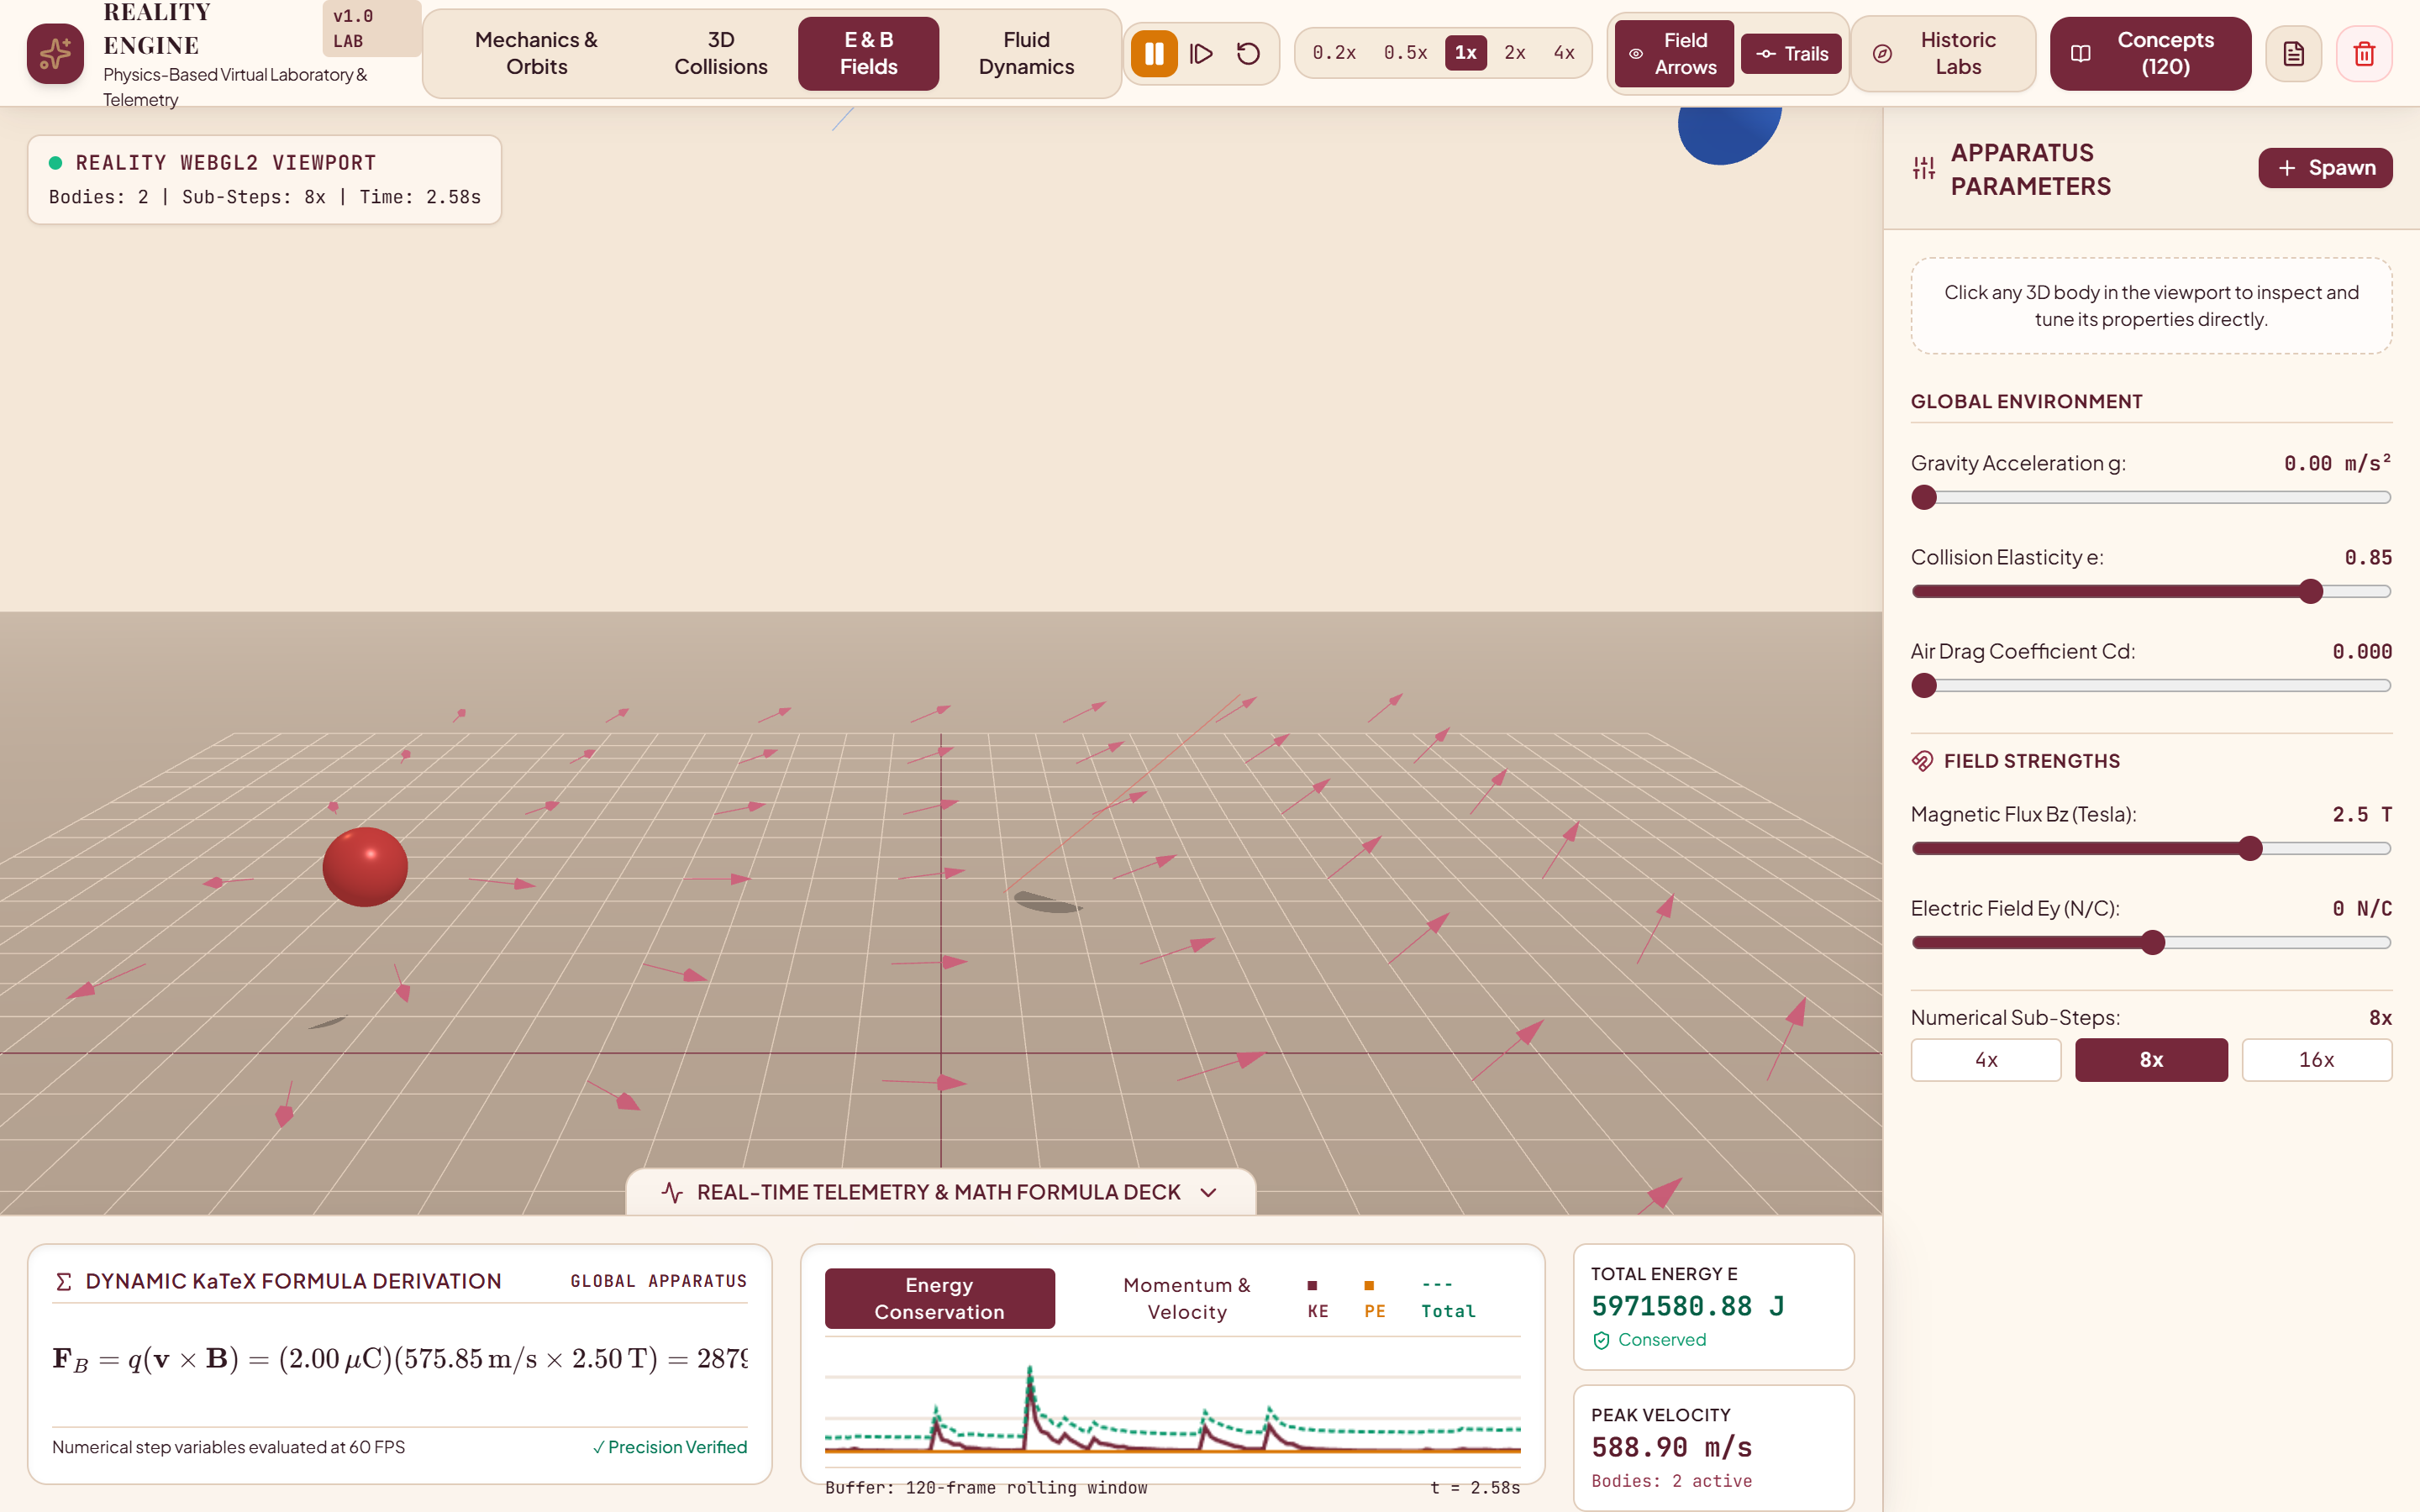 REALITY
ENGINE
v1.0
LAB
Physics-Based Virtual Laboratory &
Telemetry
Mechanics &
Orbits
3D
Collisions
E & B
Fields
Fluid
Dynamics
0.2x 0.5x 1x 2x 4x
Field
Arrows
Trails
Historic
Labs
Concepts
(120)
REALITY WEBGL2 VIEWPORT
Bodies: 2 | Sub-Steps: 8x | Time: 2.58s
APPARATUS
PARAMETERS
Spawn
Click any 3D body in the viewport to inspect and
tune its properties directly.
GLOBAL ENVIRONMENT
Gravity Acceleration g: 0.00 m/s²
Collision Elasticity e: 0.85
Air Drag Coefficient Cd: 0.000
FIELD STRENGTHS
Magnetic Flux Bz (Tesla): 2.5 T
Electric Field Ey (N/C): 0 N/C
Numerical Sub-Steps: 8x
4x 8x 16x
REAL-TIME TELEMETRY & MATH FORMULA DECK
DYNAMIC KaTeX FORMULA DERIVATION GLOBAL APPARATUS
F_B = q(v × B) = (2.00 μC)(575.85 m/s × 2.50 T) = 2879
Numerical step variables evaluated at 60 FPS ✓ Precision Verified
Energy
Conservation
Momentum &
Velocity
■
KE
■
PE
---
Total
Buffer: 120-frame rolling window t = 2.58s
TOTAL ENERGY E
5971580.88 J
Conserved
PEAK VELOCITY
588.90 m/s
Bodies: 2 active